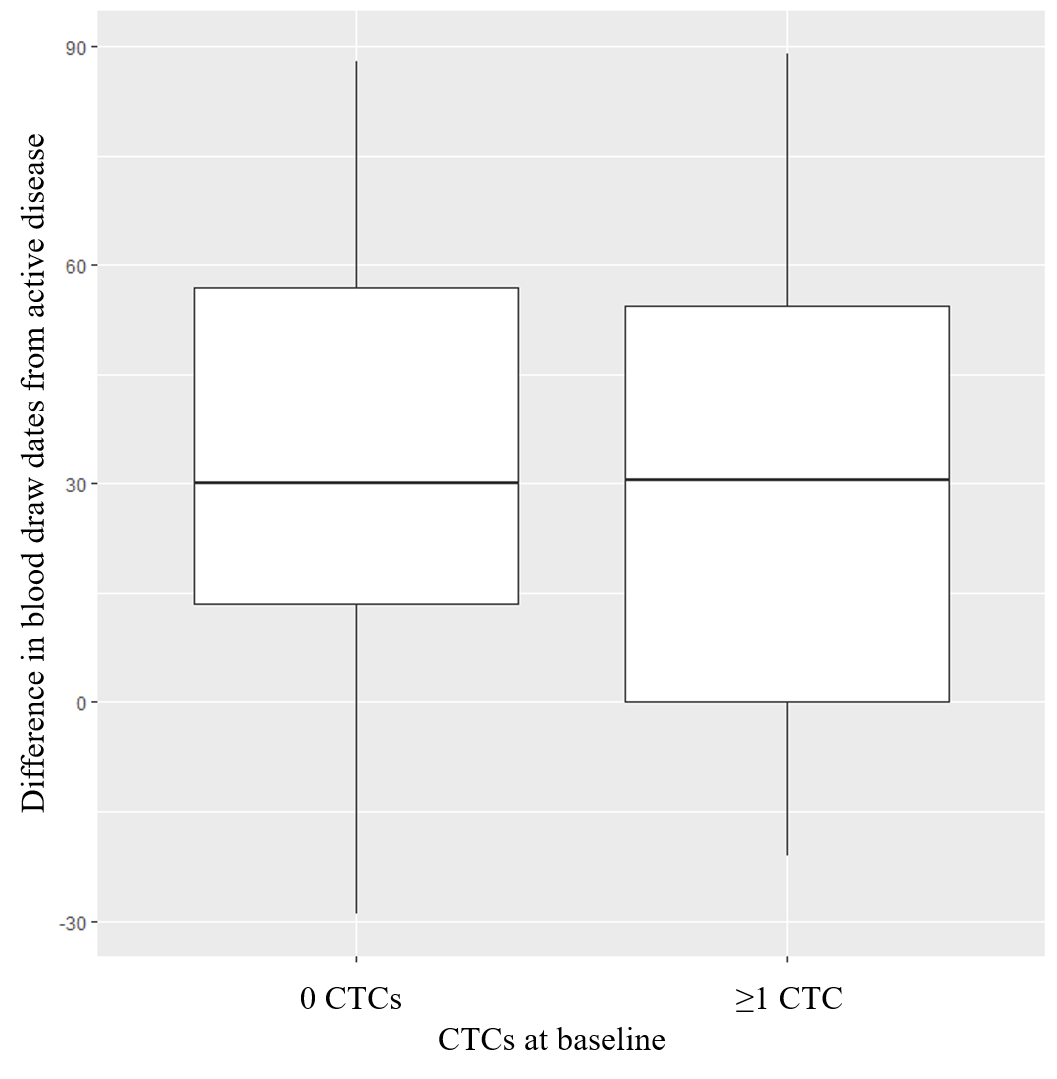 Difference in blood draw dates from active disease
90
60
30
0
-30
0 CTCs
≥1 CTC
CTCs at baseline